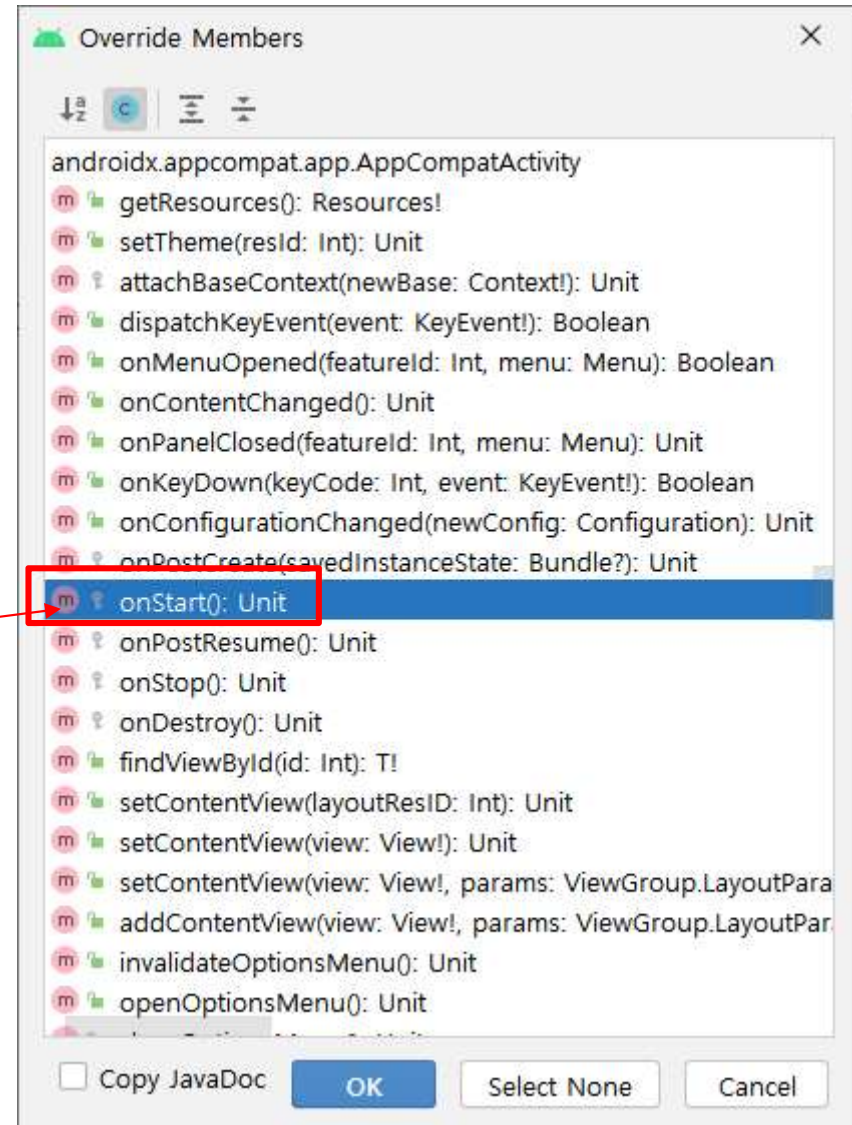 Override Members
androidx.appcompat.app.AppCompatActivity
getResources(): Resources!
setTheme(resId: Int): Unit
attachBaseContext(newBase: Context!): Unit
dispatchKeyEvent(event: KeyEvent!): Boolean
onMenuOpened(featureId: Int, menu: Menu): Boolean
onContentChanged(): Unit
onPanelClosed(featureId: Int, menu: Menu): Unit
onKeyDown(keyCode: Int, event: KeyEvent!): Boolean
onConfigurationChanged(newConfig: Configuration): Unit
onPostCreate(savedInstanceState: Bundle?): Unit
onStart(): Unit
onPostResume(): Unit
onStop(): Unit
onDestroy(): Unit
findViewById(id: Int): T!
setContentView(layoutResID: Int): Unit
setContentView(view: View!): Unit
setContentView(view: View!, params: ViewGroup.LayoutPara
addContentView(view: View!, params: ViewGroup.LayoutPar
invalidateOptionsMenu(): Unit
openOptionsMenu(): Unit
Copy JavaDoc OK Select None Cancel